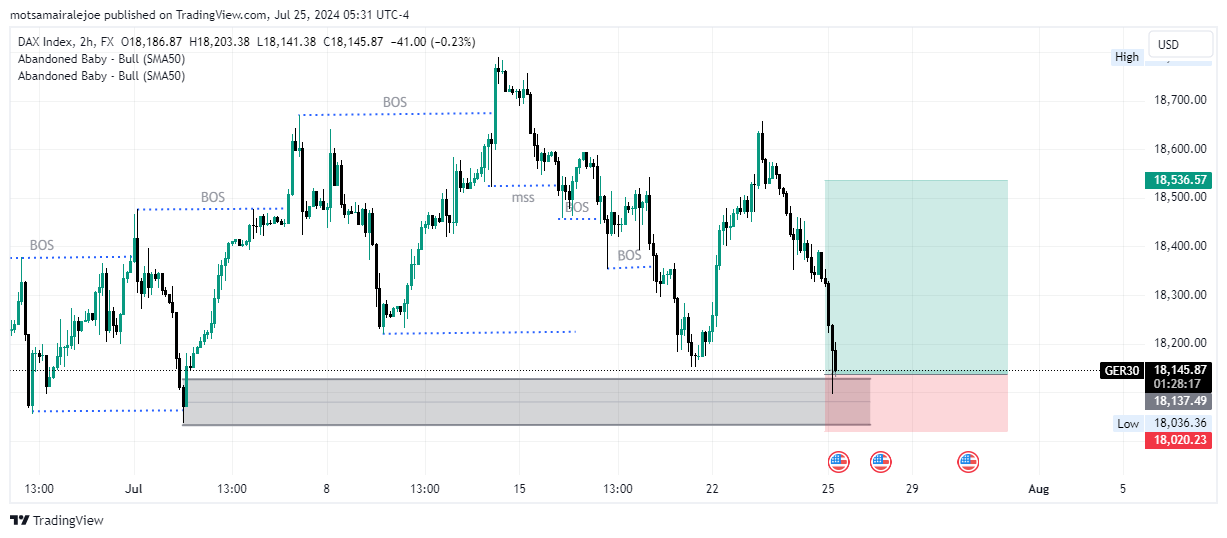 motsamairalejoe published on TradingView.com, Jul 25, 2024 05:31 UTC-4
DAX Index, 2h, FX O18,186.87 H18,203.38 L18,141.38 C18,145.87 −41.00 (−0.23%)
Abandoned Baby - Bull (SMA50)
Abandoned Baby - Bull (SMA50)
USD
High
BOS
18,700.00
18,600.00
18,536.57
BOS
mss
18,500.00
BOS
BOS
18,400.00
BOS
18,300.00
18,200.00
GER30 18,145.87
01:28:17
18,137.49
Low 18,036.36
18,020.23
13:00 Jul 13:00 8 13:00 15 13:00 22 25 29 Aug 5
TradingView